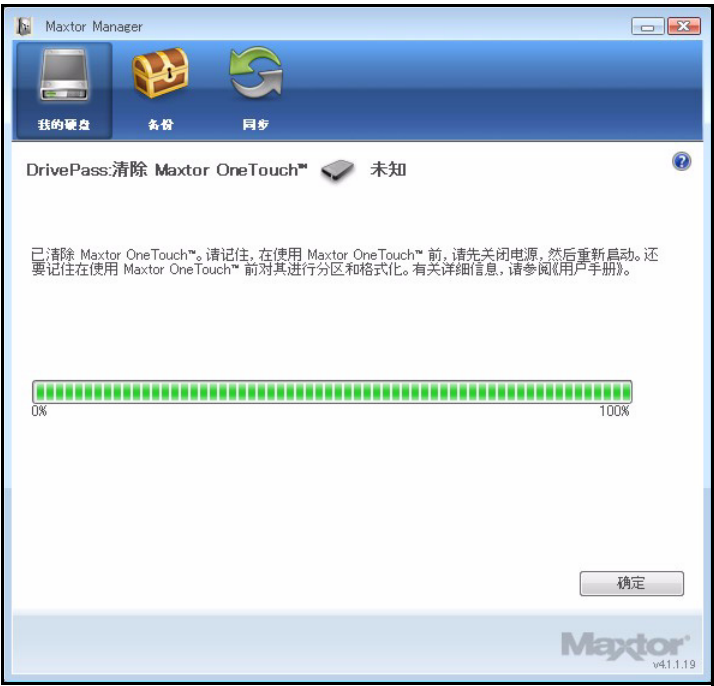 Maxtor Manager
我的硬盘 备份 同步
DrivePass:清除 Maxtor OneTouch™ 未知
已清除 Maxtor OneTouch™。请记住，在使用 Maxtor OneTouch™ 前，请先关闭电源，然后重新启动。还
要记住在使用 Maxtor OneTouch™ 前对其进行分区和格式化。有关详细信息，请参阅《用户手册》。
0% 100%
确定
Maxtor
v4.1.1.19